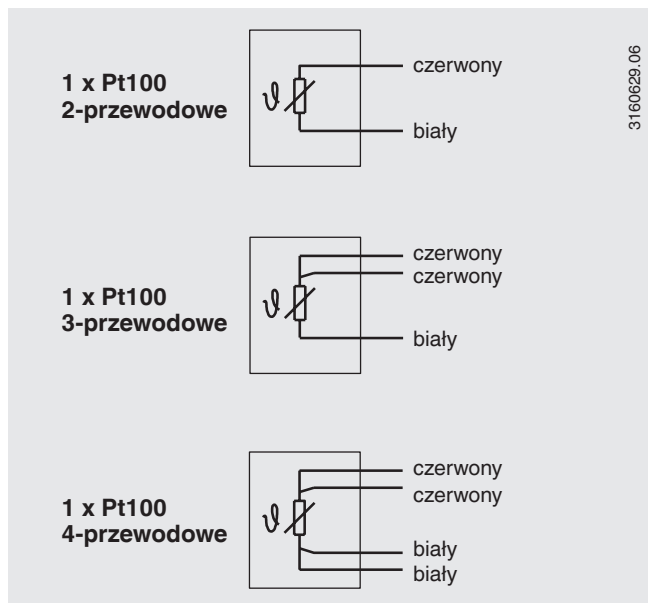 1 x Pt100
2-przewodowe
ϑ
czerwony
biały
3160629.06
1 x Pt100
3-przewodowe
ϑ
czerwony
czerwony
biały
1 x Pt100
4-przewodowe
ϑ
czerwony
czerwony
biały
biały